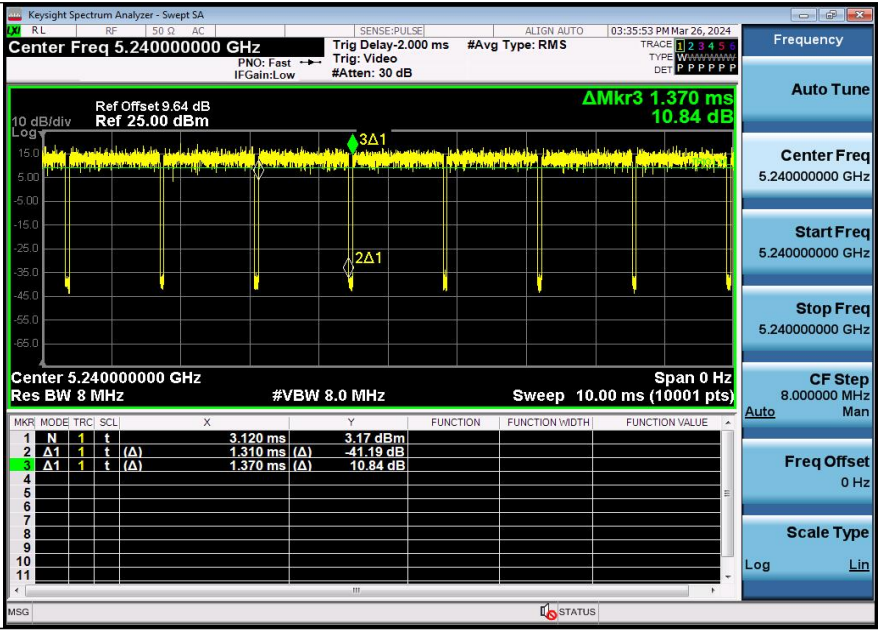 Keysight Spectrum Analyzer - Swept SA
LXI RL RF 50 Ω AC SENSE:PULSE ALIGN AUTO 03:35:53 PM Mar 26, 2024
Center Freq 5.240000000 GHz
PNO: Fast
IFGain:Low
Trig Delay-2.000 ms
Trig: Video
#Atten: 30 dB
#Avg Type: RMS
TRACE 1 2 3 4 5 6
TYPE WWWWWW
DET P P P P P P
Ref Offset 9.64 dB
10 dB/div Ref 25.00 dBm
ΔMkr3 1.370 ms
10.84 dB
Log
15.0
5.00
-5.00
-15.0
-25.0
-35.0
-45.0
-55.0
-65.0
3Δ1
2Δ1
Center 5.240000000 GHz Span 0 Hz
Res BW 8 MHz #VBW 8.0 MHz Sweep 10.00 ms (10001 pts)
MKR MODE TRC SCL X Y FUNCTION FUNCTION WIDTH FUNCTION VALUE
1 N 1 t 3.120 ms 3.17 dBm
2 Δ1 1 t (Δ) 1.310 ms (Δ) -41.19 dB
3 Δ1 1 t (Δ) 1.370 ms (Δ) 10.84 dB
4
5
6
7
8
9
10
11
MSG STATUS
Frequency
Auto Tune
Center Freq
5.240000000 GHz
Start Freq
5.240000000 GHz
Stop Freq
5.240000000 GHz
CF Step
8.000000 MHz
Auto Man
Freq Offset
0 Hz
Scale Type
Log Lin